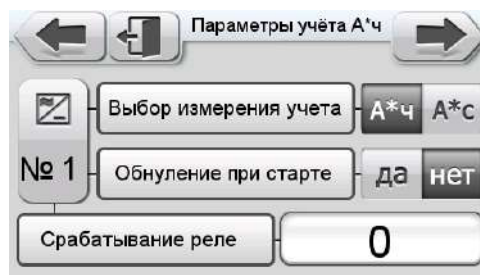 Параметры учёта А*ч
Выбор измерения учета
А*ч А*с
№ 1
Обнуление при старте
да нет
Срабатывание реле
0